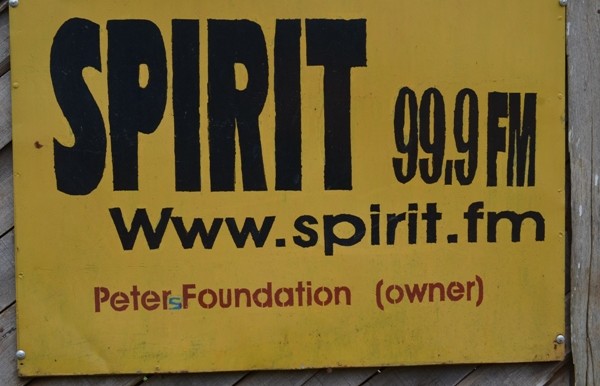 SPIRIT 99.9 FM
Www.spirit.fm
PetersFoundation (owner)